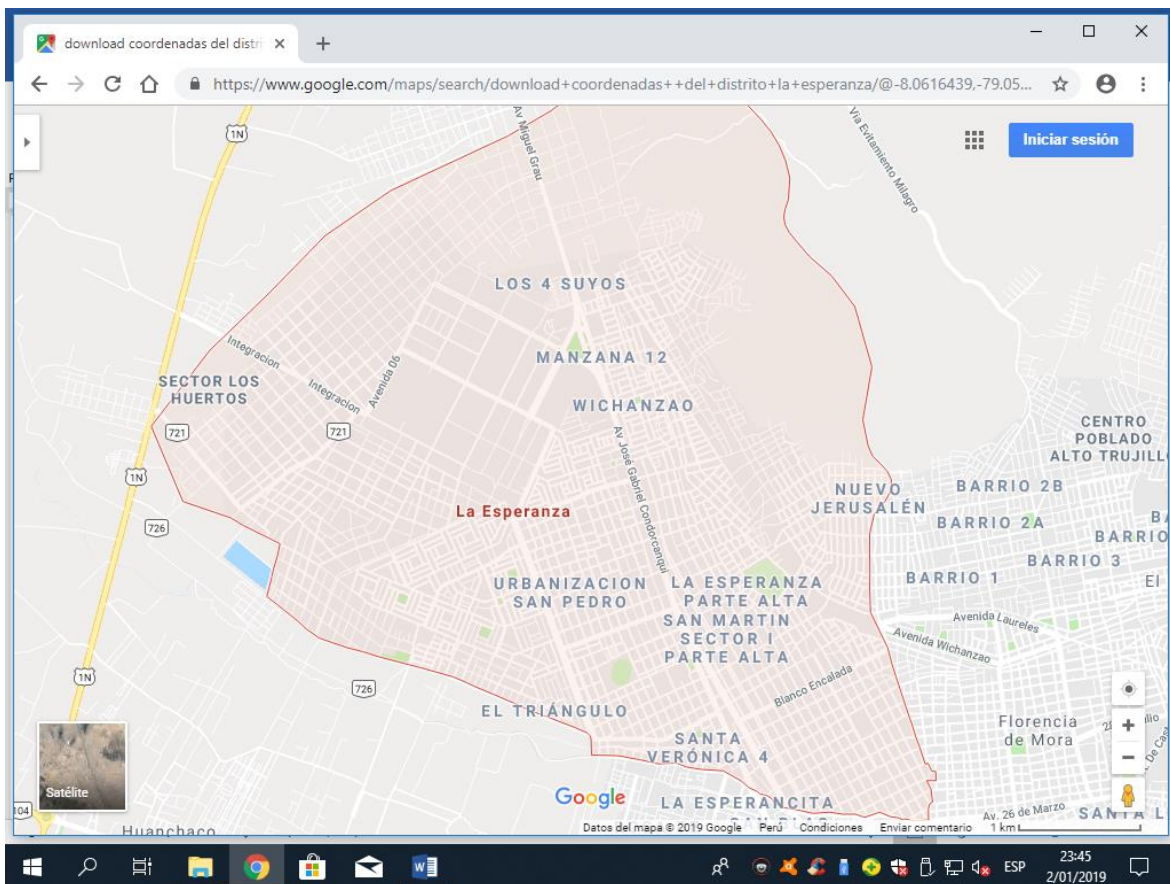 download coordenadas del distri
https://www.google.com/maps/search/download+coordenadas++del+distrito+la+esperanza/@-8.0616439,-79.05...
Iniciar sesión
1N
Av Miguel Grau
Vía Evitamiento Milagro
LOS 4 SUYOS
Integracion
MANZANA 12
Avenida 06
SECTOR LOS
HUERTOS
Integracion
WICHANZAO
721
721
Av José Gabriel Condorcanqui
CENTRO
POBLADO
ALTO TRUJILL
1N
NUEVO
JERUSALÉN
BARRIO 2B
726
La Esperanza
BARRIO 2A
BARRIO
BARRIO 3
BARRIO 1
El
URBANIZACION
SAN PEDRO
LA ESPERANZA
PARTE ALTA
SAN MARTIN
SECTOR I
PARTE ALTA
Avenida Laureles
Avenida Wichanzao
1N
726
Blanco Encalada
EL TRIÁNGULO
Florencia
de Mora
SANTA
VERÓNICA 4
Satélite
Google
LA ESPERANCITA
Av. 26 de Marzo
SANTA L
104
Huanchaco
Datos del mapa © 2019 Google Perú Condiciones Enviar comentario 1 km
ESP
23:45
2/01/2019